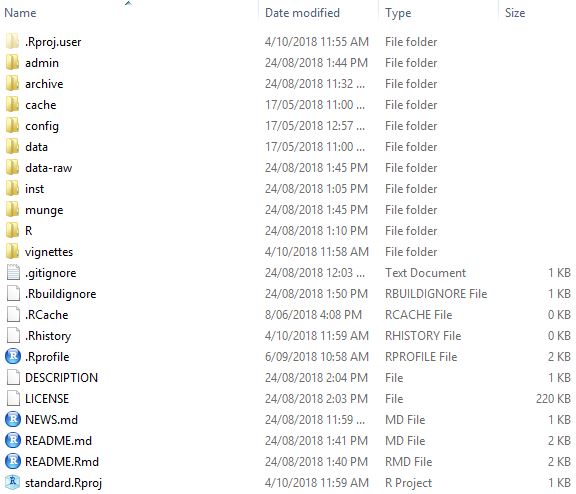 Name Date modified Type Size
.Rproj.user 4/10/2018 11:55 AM File folder
admin 24/08/2018 1:44 PM File folder
archive 24/08/2018 11:32 ... File folder
cache 17/05/2018 11:00 ... File folder
config 17/05/2018 12:57 ... File folder
data 17/05/2018 11:00 ... File folder
data-raw 24/08/2018 1:45 PM File folder
inst 24/08/2018 1:05 PM File folder
munge 24/08/2018 1:45 PM File folder
R 24/08/2018 1:10 PM File folder
vignettes 4/10/2018 11:58 AM File folder
.gitignore 24/08/2018 12:03 ... Text Document 1 KB
.Rbuildignore 24/08/2018 1:50 PM RBUILDIGNORE File 1 KB
.RCache 8/06/2018 4:08 PM RCACHE File 0 KB
.Rhistory 4/10/2018 11:59 AM RHISTORY File 0 KB
.Rprofile 6/09/2018 10:58 AM RPROFILE File 2 KB
DESCRIPTION 24/08/2018 2:04 PM File 1 KB
LICENSE 24/08/2018 2:03 PM File 220 KB
NEWS.md 24/08/2018 11:59 ... MD File 1 KB
README.md 24/08/2018 1:41 PM MD File 2 KB
README.Rmd 24/08/2018 1:40 PM RMD File 2 KB
standard.Rproj 4/10/2018 11:59 AM R Project 1 KB